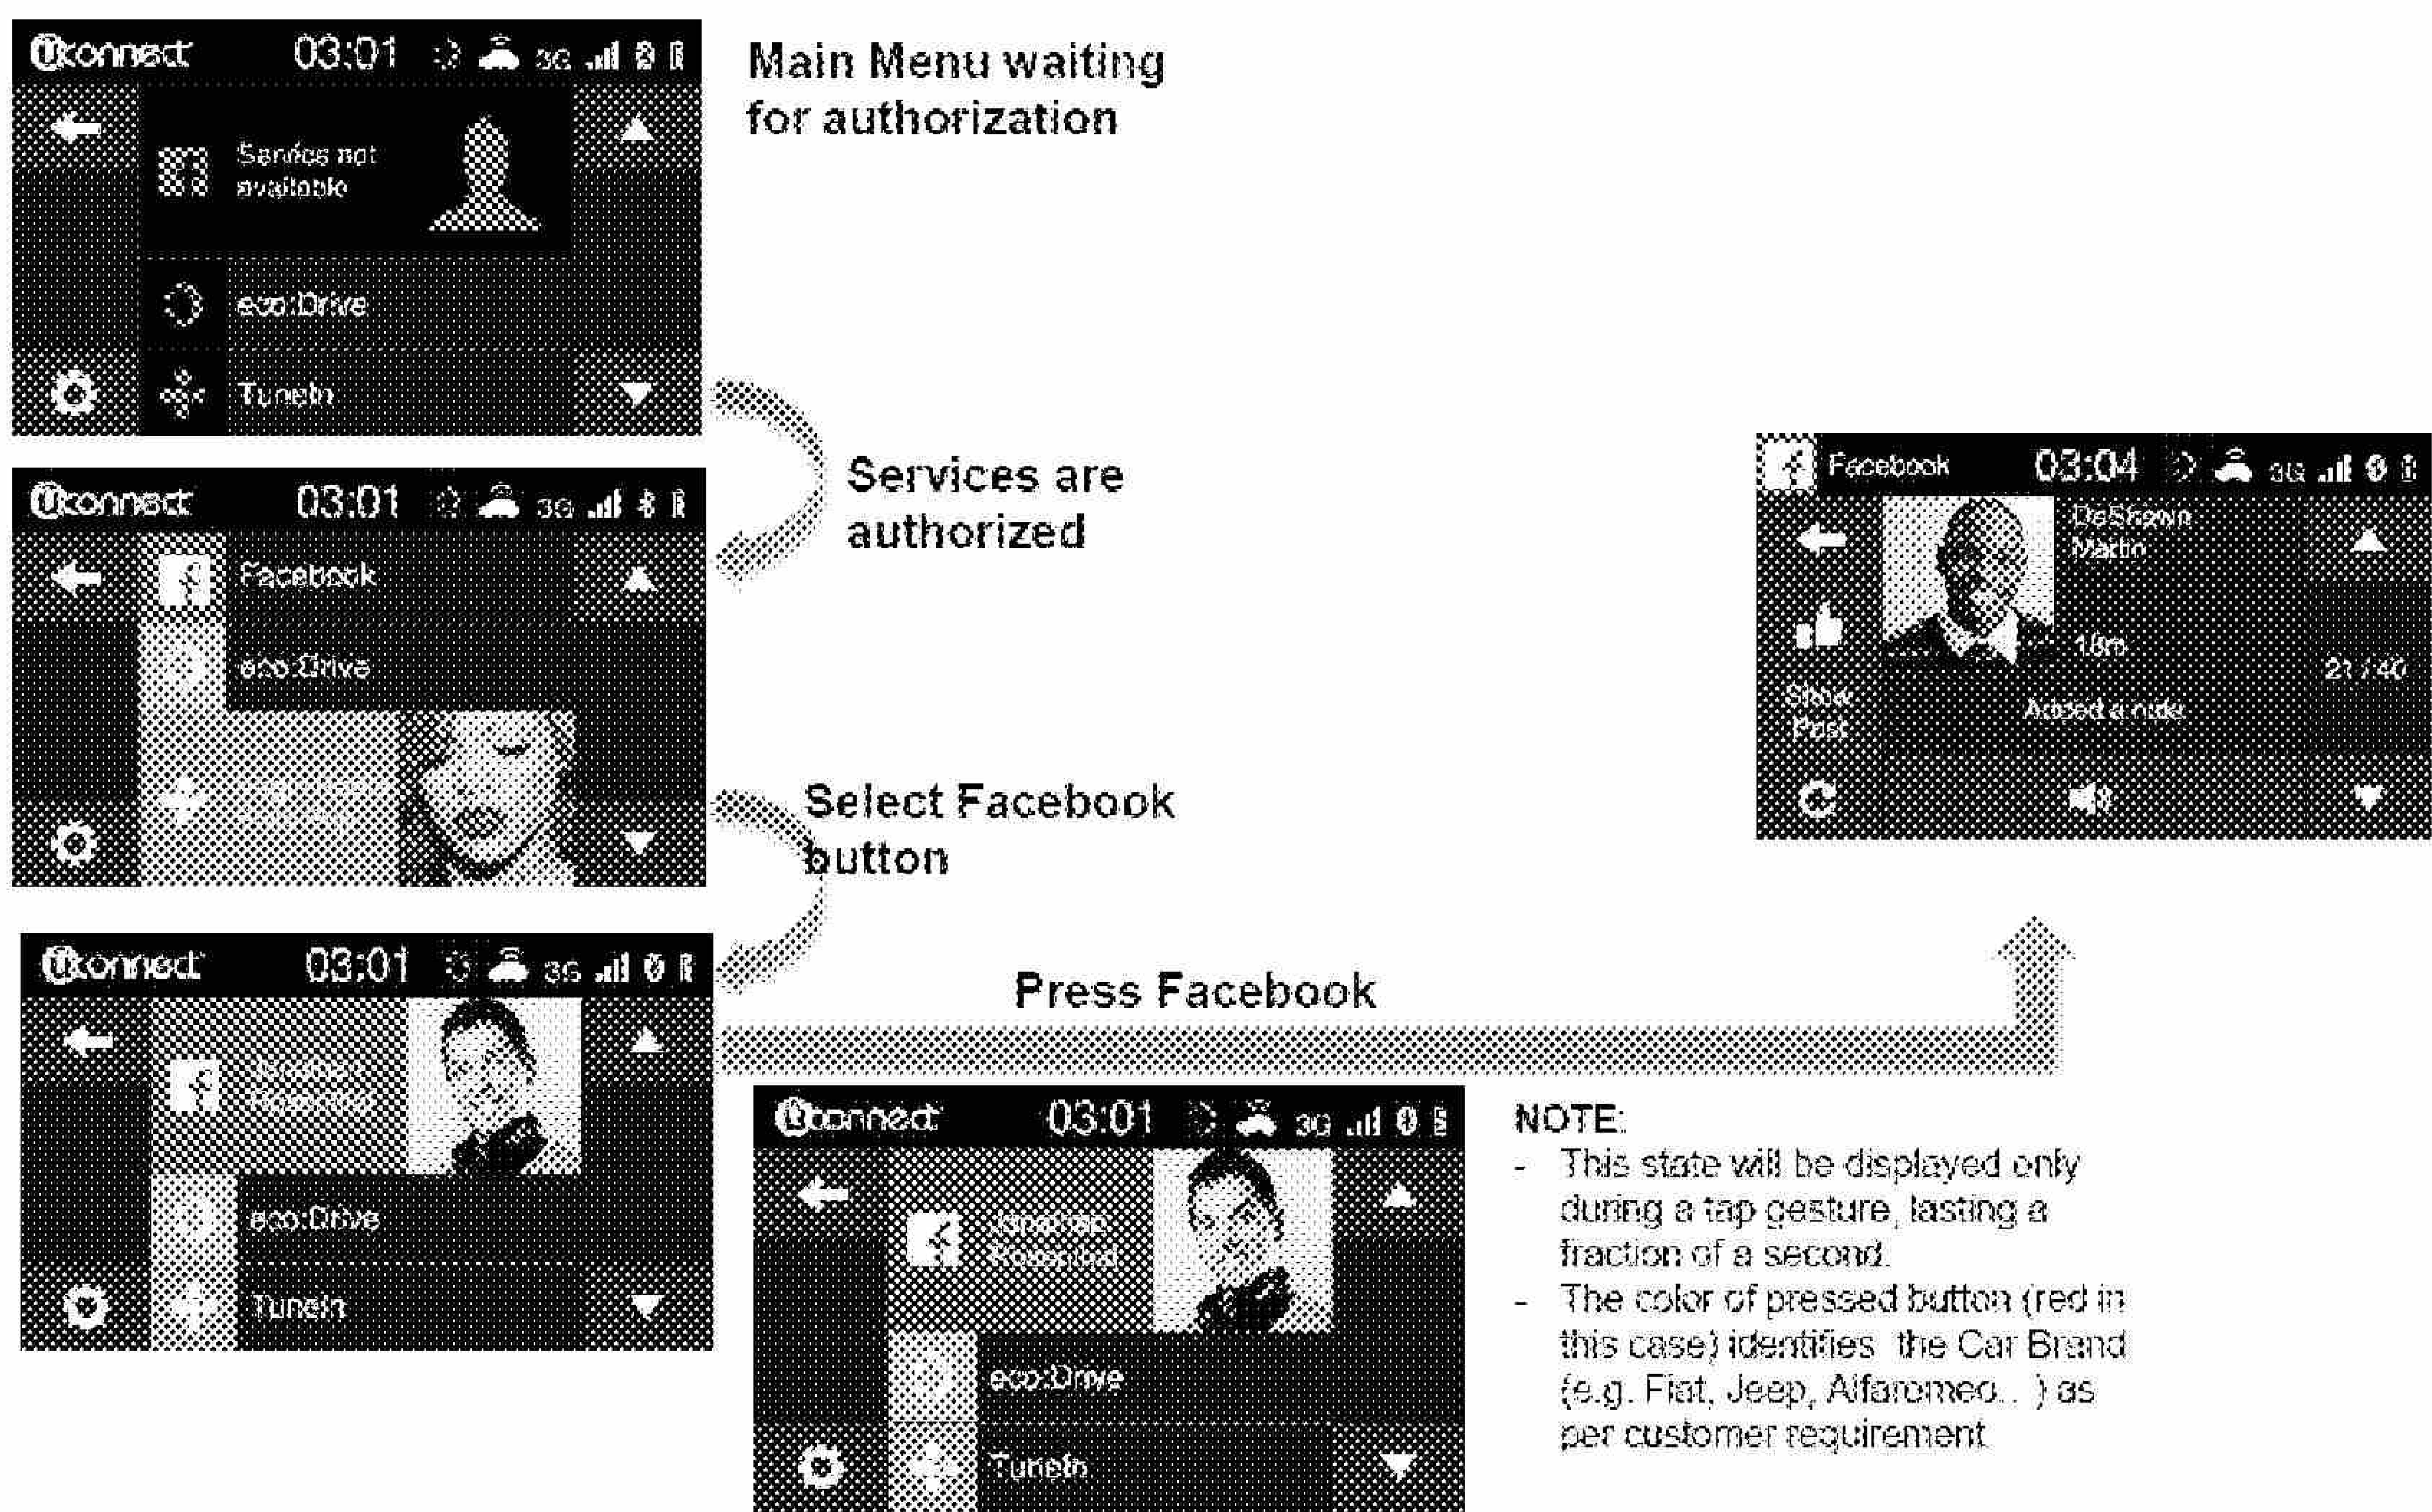 Uconnect 03:01 3G
Main Menu waiting
for authorization
Service not
available
eco:Drive
TuneIn
Services are
authorized
Uconnect 03:01 3G
Facebook
eco:Drive
Select Facebook
button
Facebook 03:04 3G
DeShawn
Martin
18m
21 / 40
Show
Post
Added a note
Uconnect 03:01 3G
eco:Drive
TuneIn
Press Facebook
Uconnect 03:01 3G
eco:Drive
TuneIn
NOTE:
- This state will be displayed only
during a tap gesture, lasting a
fraction of a second.
- The color of pressed button (red in
this case) identifies the Car Brand
(e.g. Fiat, Jeep, Alfaromeo.. ) as
per customer requirement